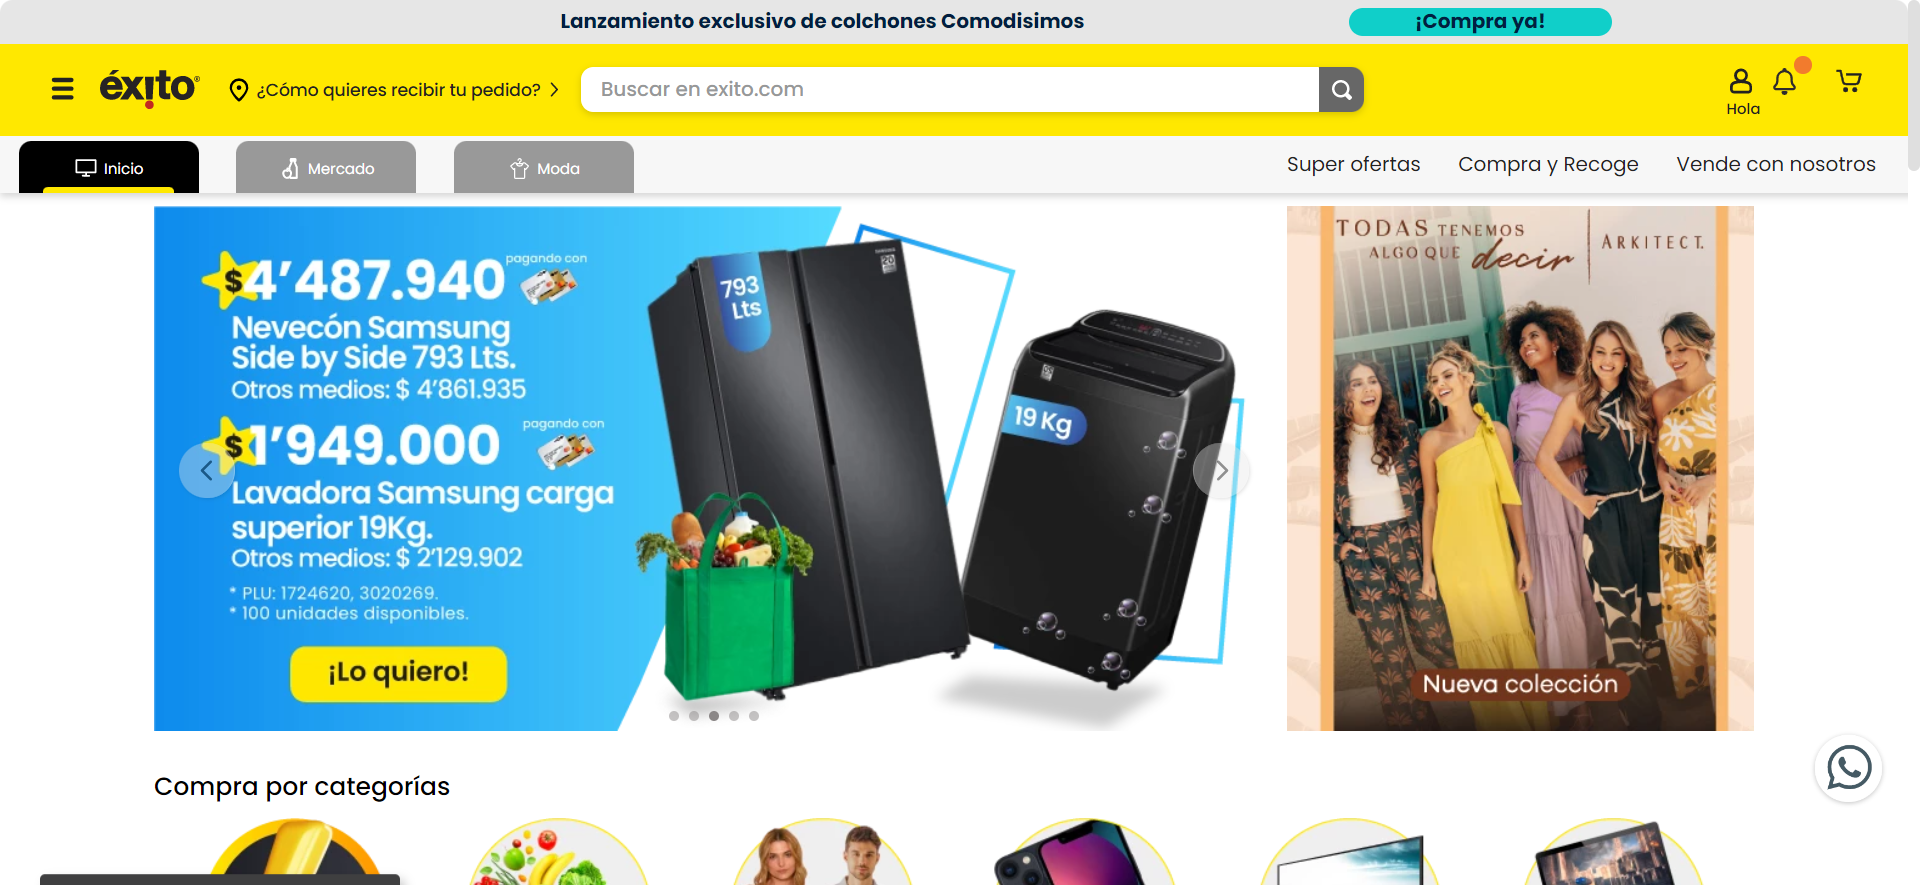 Lanzamiento exclusivo de colchones Comodisimos
¡Compra ya!
éxito
¿Cómo quieres recibir tu pedido?
Buscar en exito.com
Hola
Inicio
Mercado
Moda
Super ofertas
Compra y Recoge
Vende con nosotros
$4'487.940
pagando con
Nevecón Samsung
Side by Side 793 Lts.
Otros medios: $ 4'861.935
$1'949.000
pagando con
Lavadora Samsung carga
superior 19Kg.
Otros medios: $ 2'129.902
* PLU: 1724620, 3020269.
* 100 unidades disponibles.
¡Lo quiero!
793
Lts
20
19 Kg
TODAS TENEMOS
ALGO QUE decir
ARKITECT.
Nueva colección
Compra por categorías